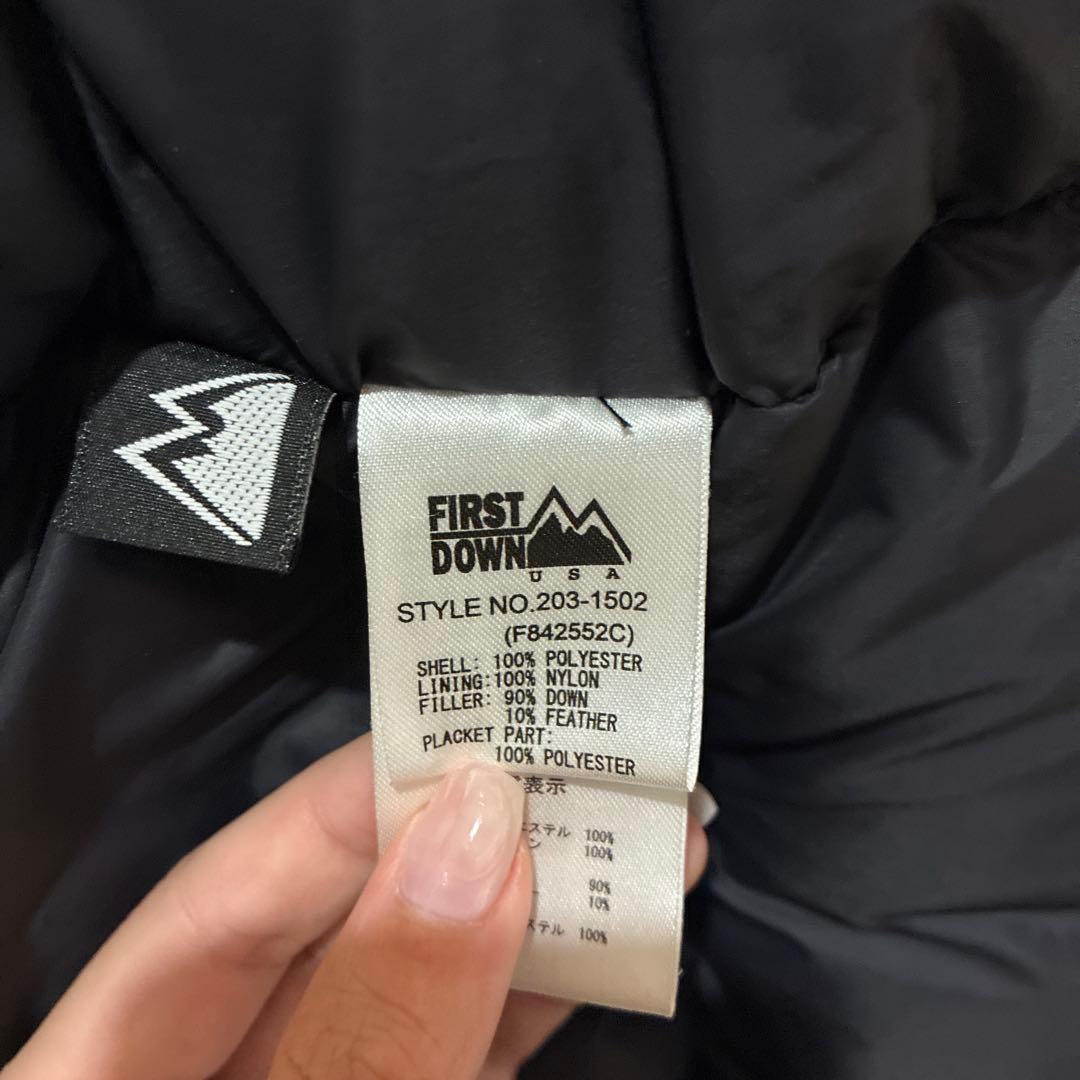 FIRST
DOWN
USA
STYLE NO.203-1502
(F842552C)
SHELL: 100% POLYESTER
LINING:100% NYLON
FILLER: 90% DOWN
10% FEATHER
PLACKET PART:
100% POLYESTER
表示
エステル 100%
ン 100%
90%
10%
ステル 100%